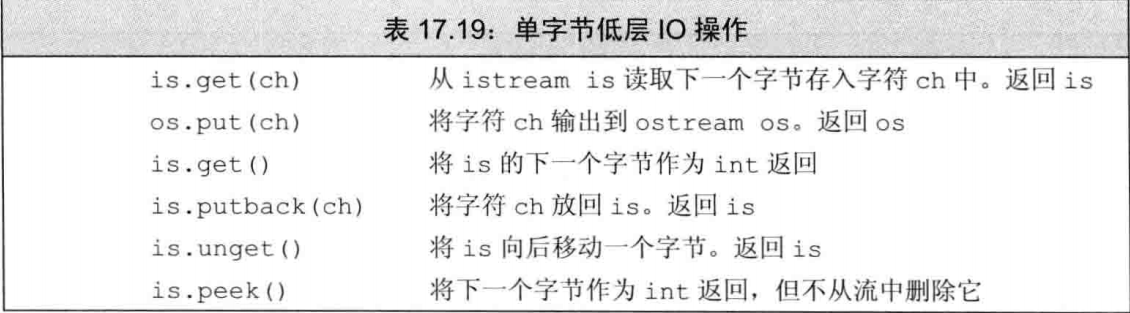 表 17.19：单字节低层 IO 操作
is.get(ch) 从 istream is 读取下一个字节存入字符 ch 中。返回 is
os.put(ch) 将字符 ch 输出到 ostream os。返回 os
is.get() 将 is 的下一个字节作为 int 返回
is.putback(ch) 将字符 ch 放回 is。返回 is
is.unget() 将 is 向后移动一个字节。返回 is
is.peek() 将下一个字节作为 int 返回，但不从流中删除它